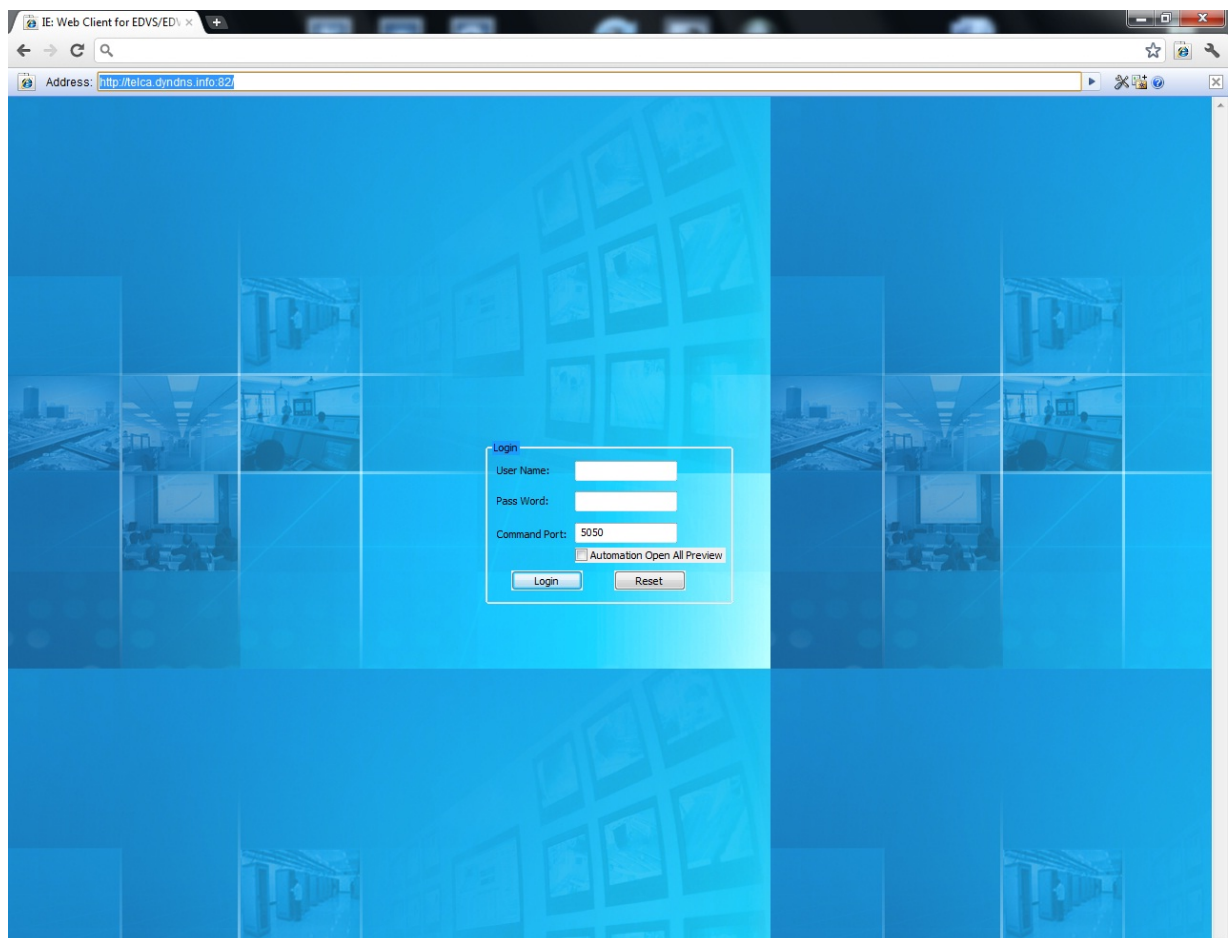 IE: Web Client for EDVS/EDV
Address: http://telca.dyndns.info:82/
Login
User Name:
Pass Word:
Command Port: 5050
Automation Open All Preview
Login Reset